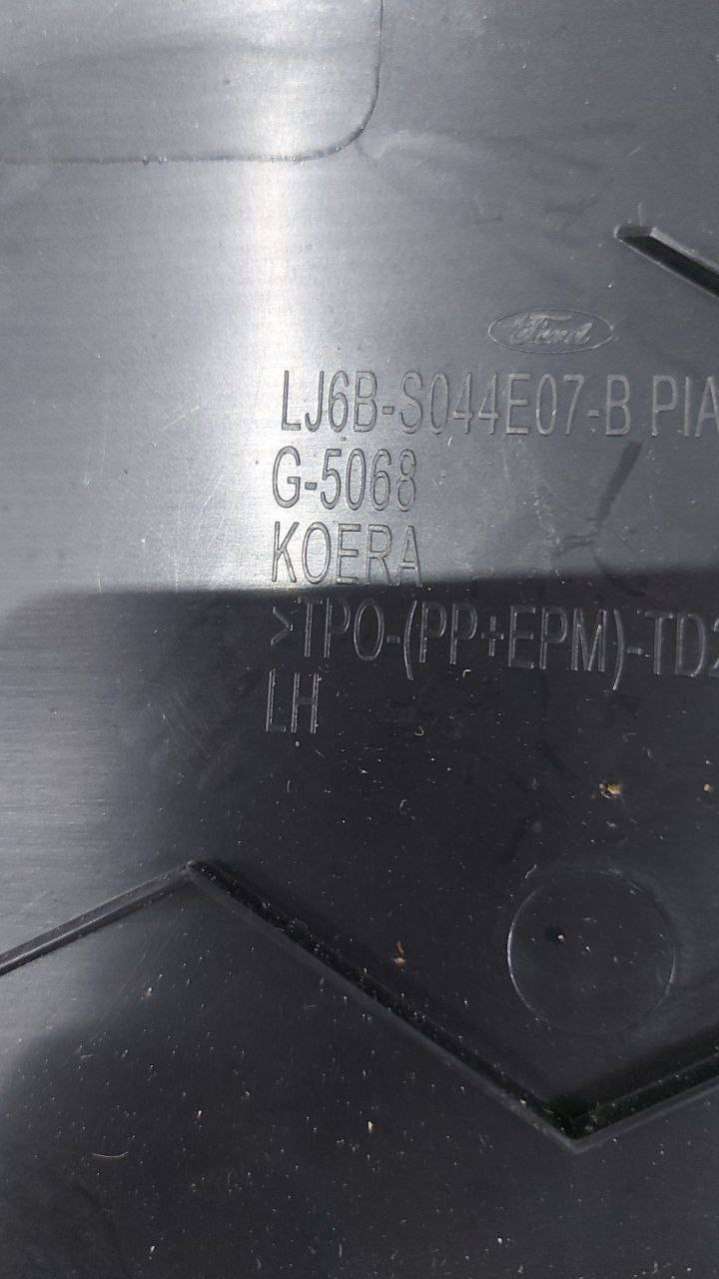 Ford
LJ6B-S044E07-B PIA
G-5068
KOERA
>TPO-(PP+EPM)-TD2
LH